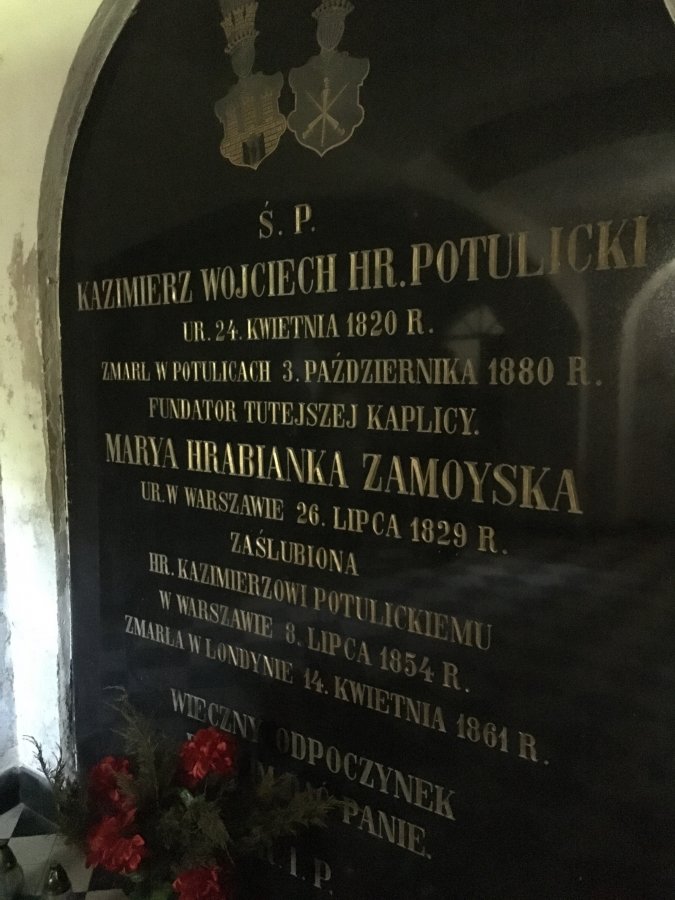 Ś. P.
KAZIMIERZ WOJCIECH HR. POTULICKI
UR. 24. KWIETNIA 1820 R.
ZMARŁ W POTULICACH 3. PAŹDZIERNIKA 1880 R.
FUNDATOR TUTEJSZEJ KAPLICY.
MARYA HRABIANKA ZAMOYSKA
UR. W WARSZAWIE 26. LIPCA 1829 R.
ZAŚLUBIONA
HR. KAZIMIERZOWI POTULICKIEMU
W WARSZAWIE 8. LIPCA 1854 R.
ZMARŁA W LONDYNIE 14. KWIETNIA 1861 R.
WIECZNY ODPOCZYNEK
PANIE.
I. P.